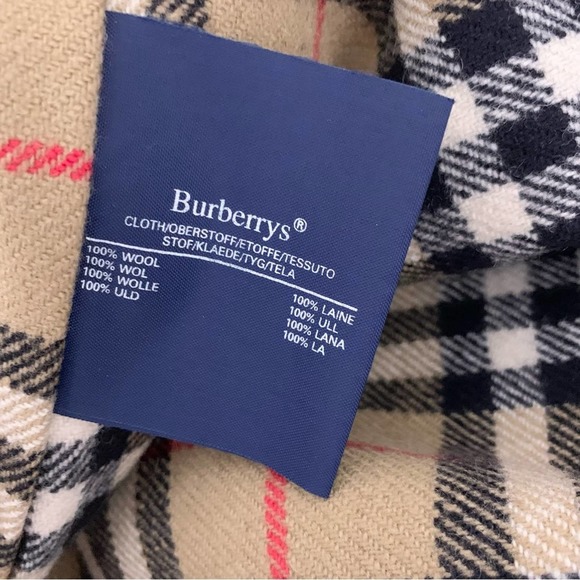 Burberrys®
CLOTH/OBERSTOFF/ETOFFE/TESSUTO
STOF/KLAEDE/TYG/TELA
100% WOOL
100% WOL
100% WOLLE
100% ULD
100% LAINE
100% ULL
100% LANA
100% LA